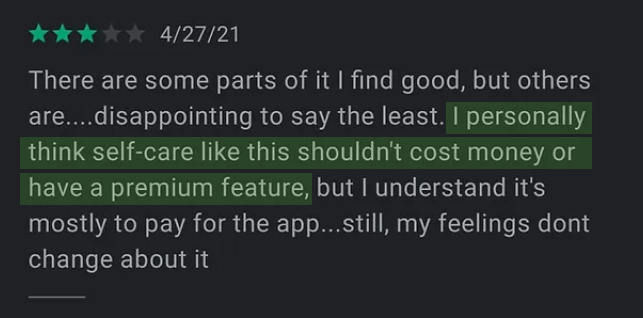 4/27/21
There are some parts of it I find good, but others
are....disappointing to say the least. I personally
think self-care like this shouldn't cost money or
have a premium feature, but I understand it's
mostly to pay for the app...still, my feelings dont
change about it